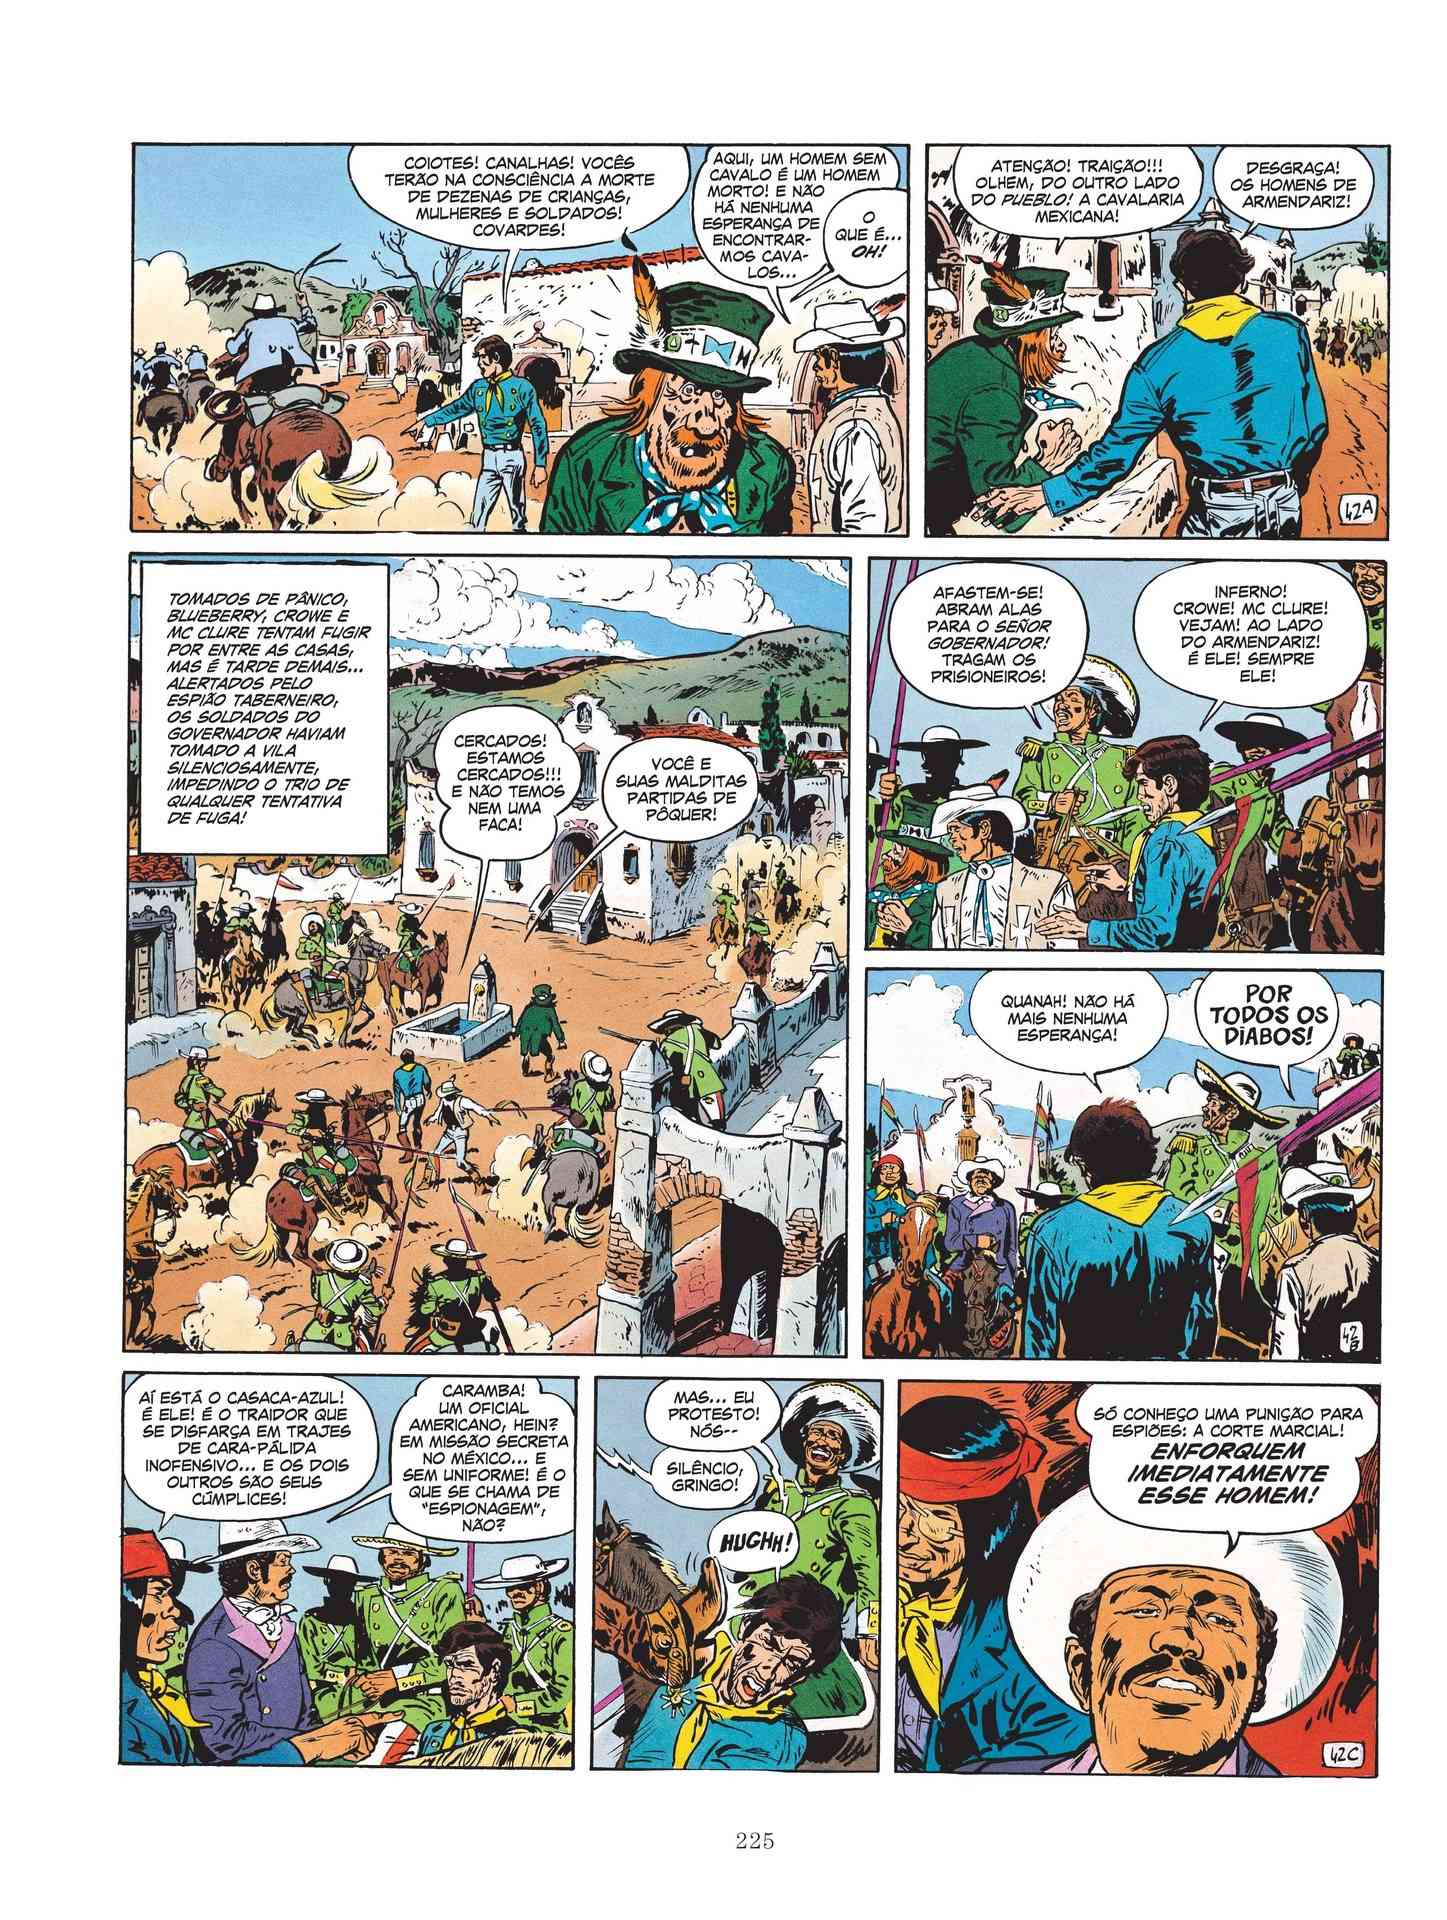 COIOTES! CANALHAS! VOCÊS
TERÃO NA CONSCIÊNCIA A MORTE
DE DEZENAS DE CRIANÇAS,
MULHERES E SOLDADOS!
COVARDES!
AQUI, UM HOMEM SEM
CAVALO É UM HOMEM
MORTO! E NÃO
HÁ NENHUMA
ESPERANÇA DE
ENCONTRAR-
MOS CAVA-
LOS...
O
QUE É...
OH!
ATENÇÃO! TRAIÇÃO!!!
OLHEM, DO OUTRO LADO
DO PUEBLO! A CAVALARIA
MEXICANA!
DESGRAÇA!
OS HOMENS DE
ARMENDARIZ!
42A
TOMADOS DE PÂNICO,
BLUEBERRY, CROWE E
MC CLURE TENTAM FUGIR
POR ENTRE AS CASAS,
MAS É TARDE DEMAIS...
ALERTADOS PELO
ESPIÃO TABERNEIRO,
OS SOLDADOS DO
GOVERNADOR HAVIAM
TOMADO A VILA
SILENCIOSAMENTE,
IMPEDINDO O TRIO DE
QUALQUER TENTATIVA
DE FUGA!
CERCADOS!
ESTAMOS
CERCADOS!!!
E NÃO TEMOS
NEM UMA
FACA!
VOCÊ E
SUAS MALDITAS
PARTIDAS DE
PÔQUER!
AFASTEM-SE!
ABRAM ALAS
PARA O SEÑOR
GOBERNADOR!
TRAGAM OS
PRISIONEIROS!
INFERNO!
CROWE! MC CLURE!
VEJAM! AO LADO
DO ARMENDARIZ!
É ELE! SEMPRE
ELE!
QUANAH! NÃO HÁ
MAIS NENHUMA
ESPERANÇA!
POR
TODOS OS
DIABOS!
42B
AÍ ESTÁ O CASACA-AZUL!
É ELE! É O TRAIDOR QUE
SE DISFARÇA EM TRAJES
DE CARA-PÁLIDA
INOFENSIVO... E OS DOIS
OUTROS SÃO SEUS
CÚMPLICES!
CARAMBA!
UM OFICIAL
AMERICANO, HEIN?
EM MISSÃO SECRETA
NO MÉXICO... E
SEM UNIFORME! É O
QUE SE CHAMA DE
"ESPIONAGEM",
NÃO?
MAS... EU
PROTESTO!
NÓS--
SILÊNCIO,
GRINGO!
HUGHH!
SÓ CONHEÇO UMA PUNIÇÃO PARA
ESPIÕES: A CORTE MARCIAL!
ENFORQUEM
IMEDIATAMENTE
ESSE HOMEM!
42C
225